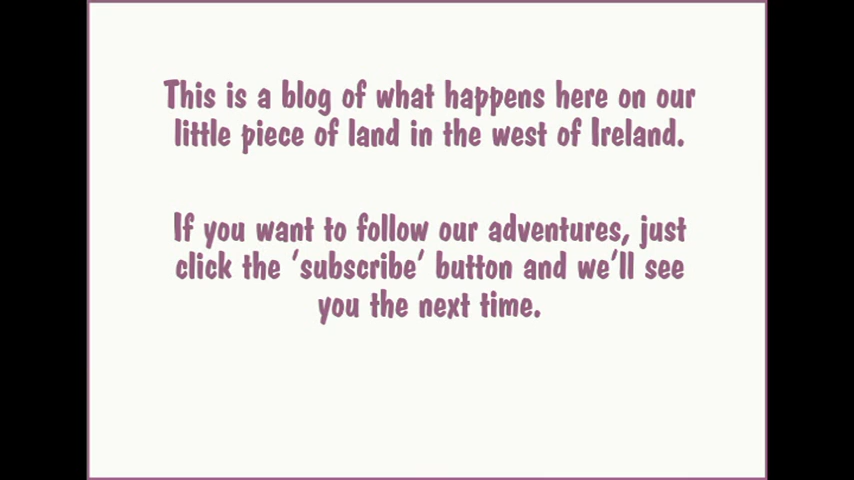 This is a blog of what happens here on our
little piece of land in the west of Ireland.
If you want to follow our adventures, just
click the ‘subscribe’ button and we’ll see
you the next time.